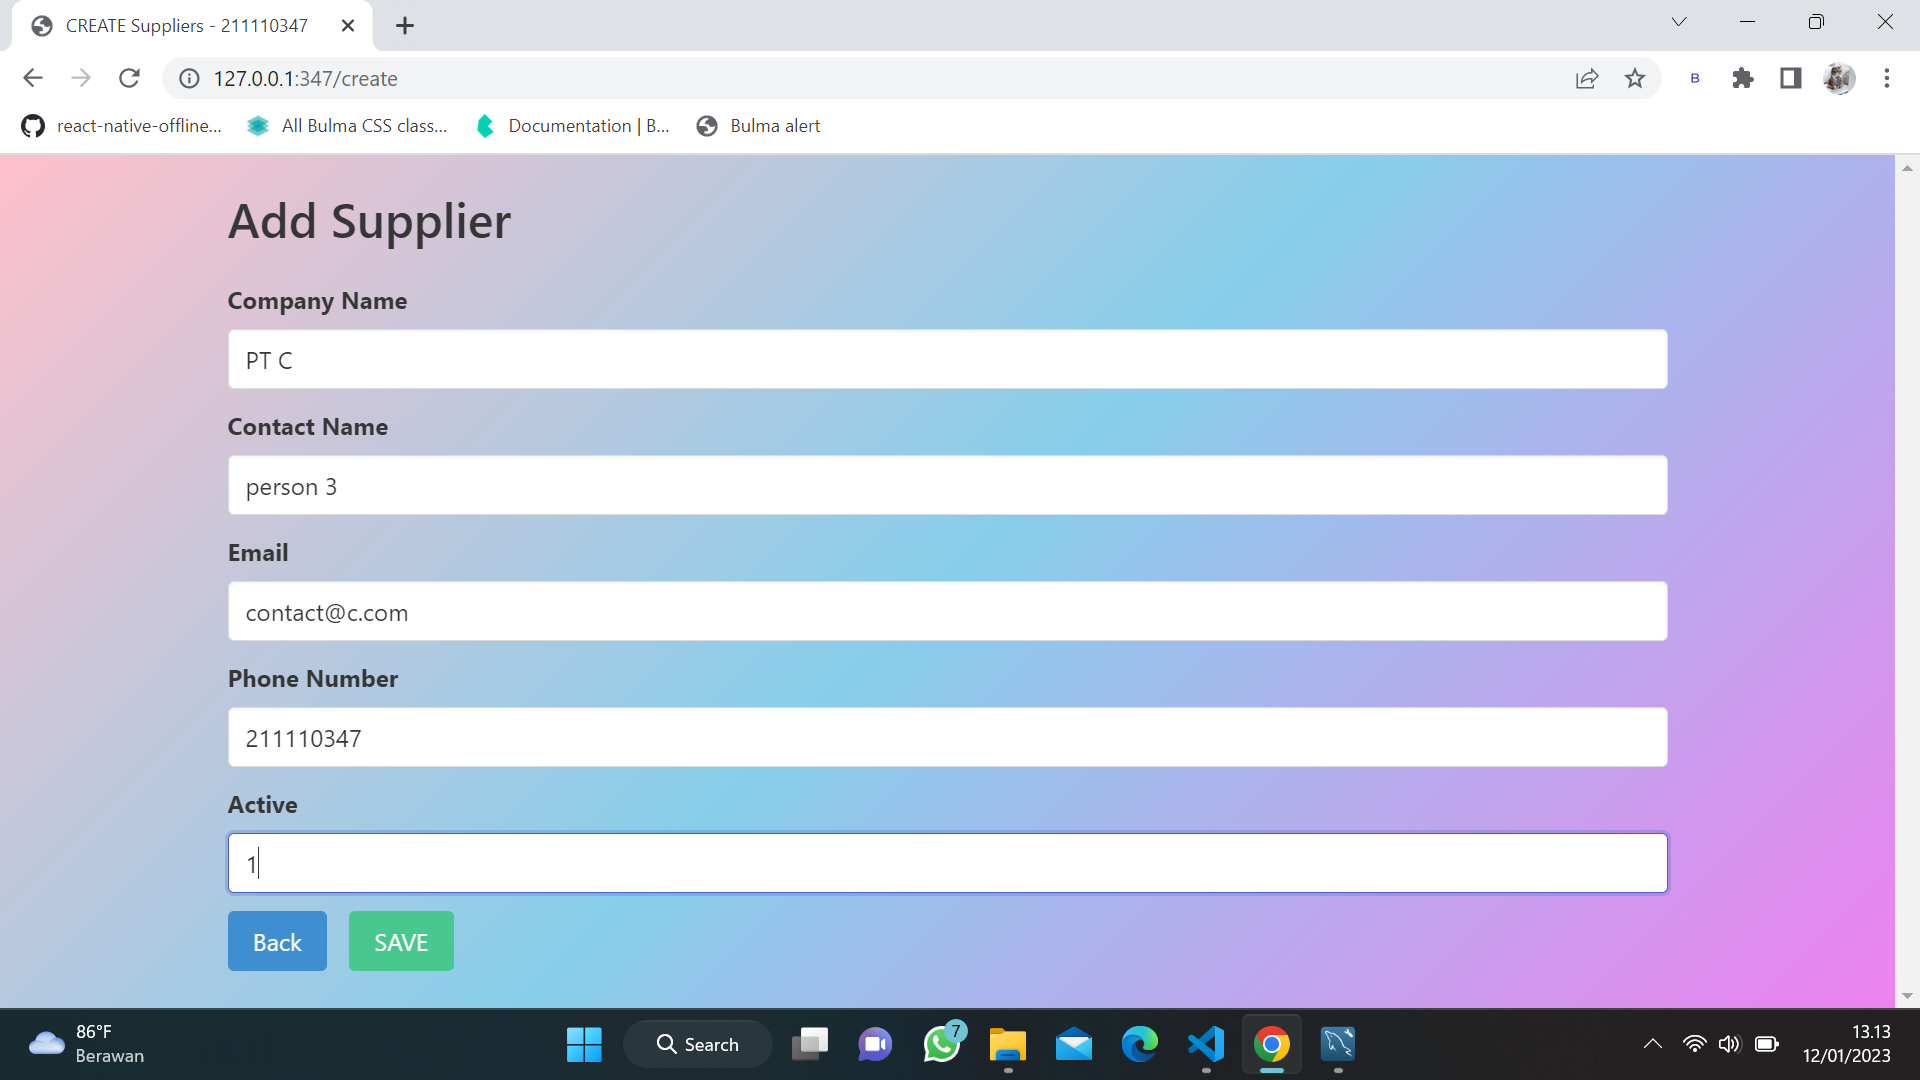 CREATE Suppliers - 211110347
127.0.0.1:347/create
B
react-native-offline...
All Bulma CSS class...
Documentation | B...
Bulma alert
Add Supplier
Company Name
PT C
Contact Name
person 3
Email
contact@c.com
Phone Number
211110347
Active
1
Back
SAVE
86°F
Berawan
Search
7
13.13
12/01/2023